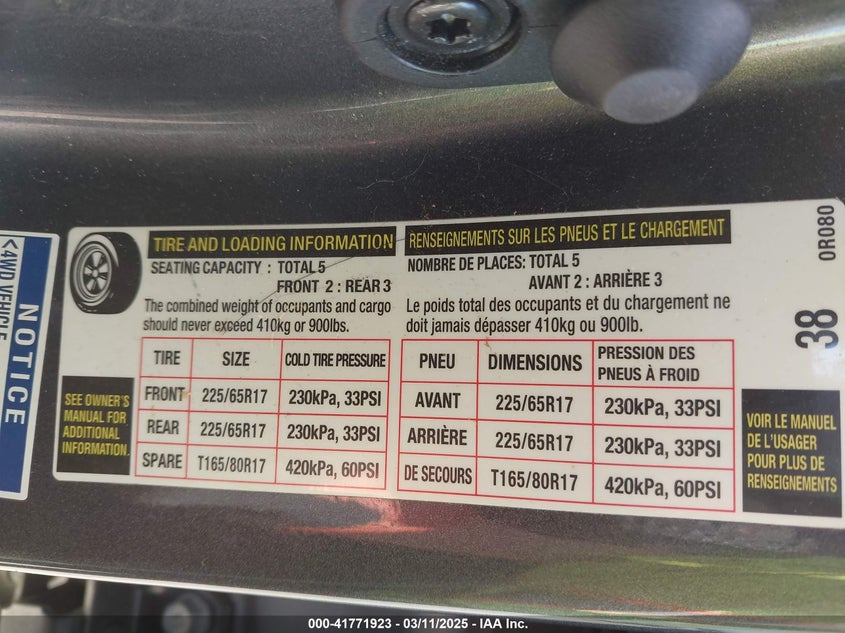 <4WD VEHICLE
NOTICE
TIRE AND LOADING INFORMATION
SEATING CAPACITY : TOTAL 5
FRONT 2 : REAR 3
The combined weight of occupants and cargo
should never exceed 410kg or 900lbs.
TIRE SIZE COLD TIRE PRESSURE
FRONT 225/65R17 230kPa, 33PSI
REAR 225/65R17 230kPa, 33PSI
SPARE T165/80R17 420kPa, 60PSI
SEE OWNER'S
MANUAL FOR
ADDITIONAL
INFORMATION.
RENSEIGNEMENTS SUR LES PNEUS ET LE CHARGEMENT
NOMBRE DE PLACES: TOTAL 5
AVANT 2 : ARRIÈRE 3
Le poids total des occupants et du chargement ne
doit jamais dépasser 410kg ou 900lb.
PNEU DIMENSIONS PRESSION DES
PNEUS À FROID
AVANT 225/65R17 230kPa, 33PSI
ARRIÈRE 225/65R17 230kPa, 33PSI
DE SECOURS T165/80R17 420kPa, 60PSI
VOIR LE MANUEL
DE L'USAGER
POUR PLUS DE
RENSEIGNEMENTS
38
0R080
000-41771923 - 03/11/2025 - IAA Inc.